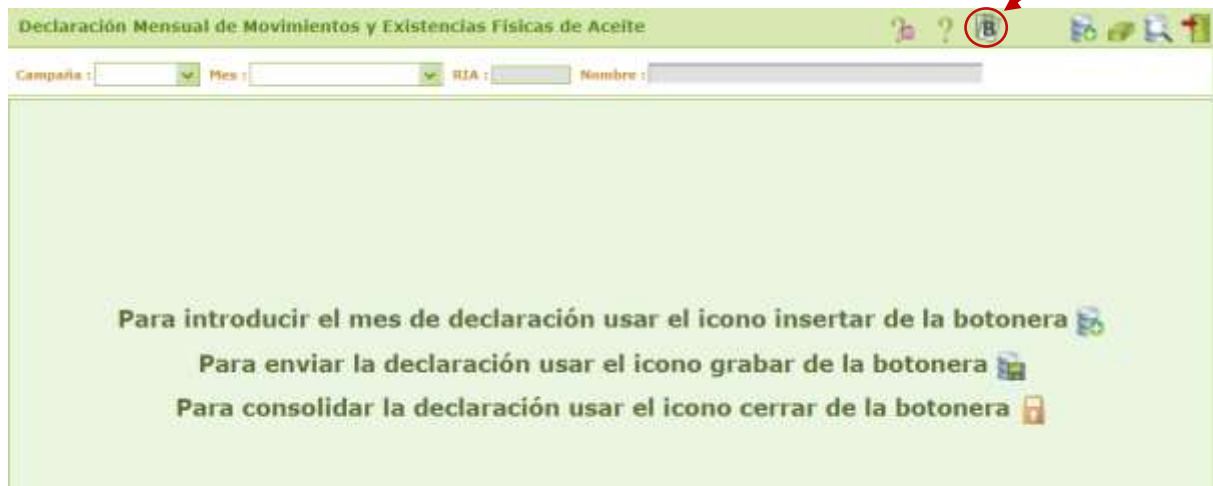 Declaración Mensual de Movimientos y Existencias Físicas de Aceite ? B
Campaña : Mes : RIA : Nombre :
Para introducir el mes de declaración usar el icono insertar de la botonera
Para enviar la declaración usar el icono grabar de la botonera
Para consolidar la declaración usar el icono cerrar de la botonera